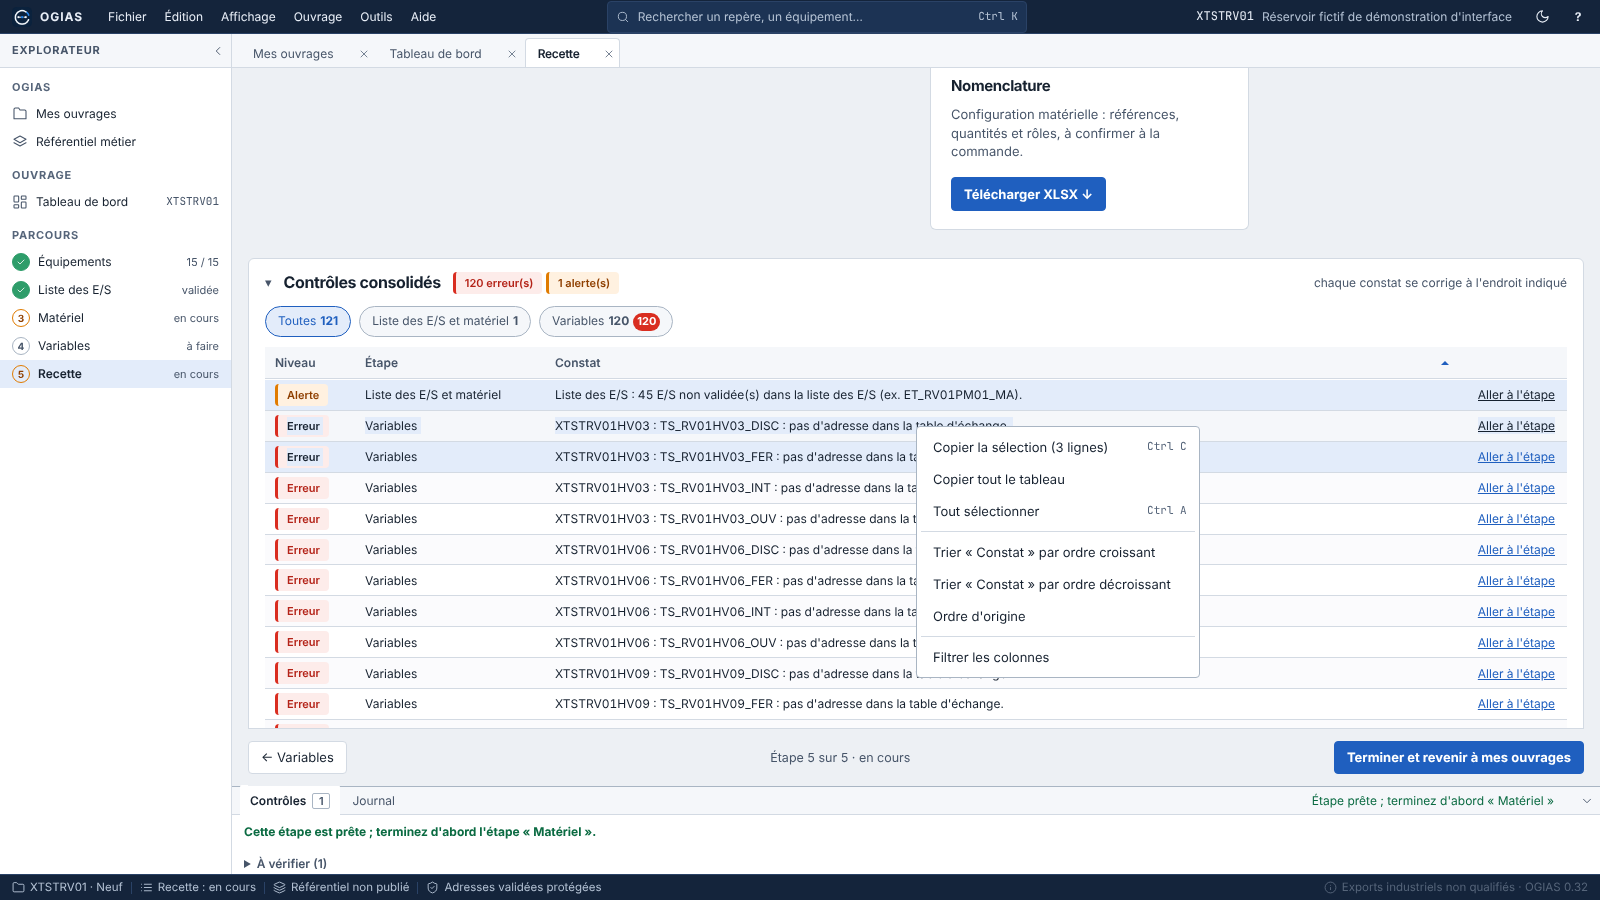 OGIAS
Fichier Édition Affichage Ouvrage Outils Aide
Rechercher un repère, un équipement... Ctrl K
XTSTRV01 Réservoir fictif de démonstration d'interface ?
EXPLORATEUR
Mes ouvrages Tableau de bord Recette
OGIAS
Mes ouvrages
Référentiel métier
OUVRAGE
Tableau de bord XTSTRV01
PARCOURS
Équipements 15 / 15
Liste des E/S validée
3 Matériel en cours
4 Variables à faire
5 Recette en cours
Nomenclature
Configuration matérielle : références,
quantités et rôles, à confirmer à la
commande.
Télécharger XLSX ↓
▼ Contrôles consolidés 120 erreur(s) 1 alerte(s) chaque constat se corrige à l'endroit indiqué
Toutes 121 Liste des E/S et matériel 1 Variables 120 120
Niveau Étape Constat
Alerte Liste des E/S et matériel Liste des E/S : 45 E/S non validée(s) dans la liste des E/S (ex. ET_RV01PM01_MA). Aller à l'étape
Erreur Variables XTSTRV01HV03 : TS_RV01HV03_DISC : pas d'adresse dans la table d'échange. Aller à l'étape
Erreur Variables XTSTRV01HV03 : TS_RV01HV03_FER : pas d'adresse dans la Aller à l'étape
Erreur Variables XTSTRV01HV03 : TS_RV01HV03_INT : pas d'adresse dans la Aller à l'étape
Erreur Variables XTSTRV01HV03 : TS_RV01HV03_OUV : pas d'adresse dans la Aller à l'étape
Erreur Variables XTSTRV01HV06 : TS_RV01HV06_DISC : pas d'adresse dans la Aller à l'étape
Erreur Variables XTSTRV01HV06 : TS_RV01HV06_FER : pas d'adresse dans la Aller à l'étape
Erreur Variables XTSTRV01HV06 : TS_RV01HV06_INT : pas d'adresse dans la Aller à l'étape
Erreur Variables XTSTRV01HV06 : TS_RV01HV06_OUV : pas d'adresse dans la Aller à l'étape
Erreur Variables XTSTRV01HV09 : TS_RV01HV09_DISC : pas d'adresse dans la Aller à l'étape
Erreur Variables XTSTRV01HV09 : TS_RV01HV09_FER : pas d'adresse dans la table d'échange. Aller à l'étape
Copier la sélection (3 lignes) Ctrl C
Copier tout le tableau
Tout sélectionner Ctrl A
Trier « Constat » par ordre croissant
Trier « Constat » par ordre décroissant
Ordre d'origine
Filtrer les colonnes
← Variables Étape 5 sur 5 · en cours Terminer et revenir à mes ouvrages
Contrôles 1 Journal Étape prête ; terminez d'abord « Matériel »
Cette étape est prête ; terminez d'abord l'étape « Matériel ».
▶ À vérifier (1)
XTSTRV01 · Neuf Recette : en cours Référentiel non publié Adresses validées protégées Exports industriels non qualifiés · OGIAS 0.32